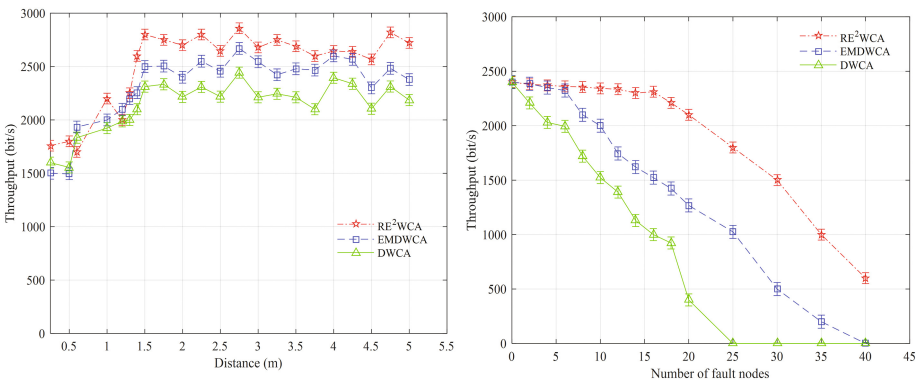 3000
2500
2000
1500
1000
500
0
Throughput (bit/s)
RE²WCA
EMDWCA
DWCA
0.5 1 1.5 2 2.5 3 3.5 4 4.5 5 5.5
Distance (m)
3000
2500
2000
1500
1000
500
0
Throughput (bit/s)
RE²WCA
EMDWCA
DWCA
0 5 10 15 20 25 30 35 40 45
Number of fault nodes